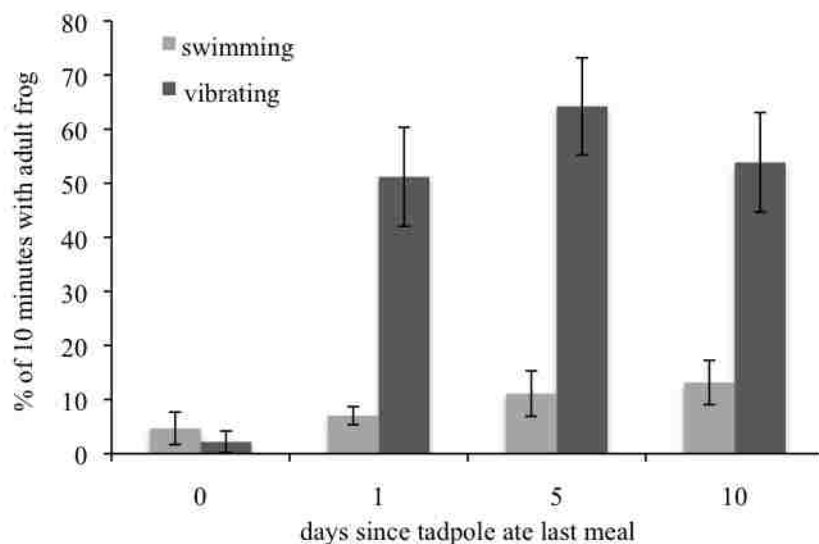 80
70
60
50
40
30
20
10
0
% of 10 minutes with adult frog
swimming
vibrating
0 1 5 10
days since tadpole ate last meal